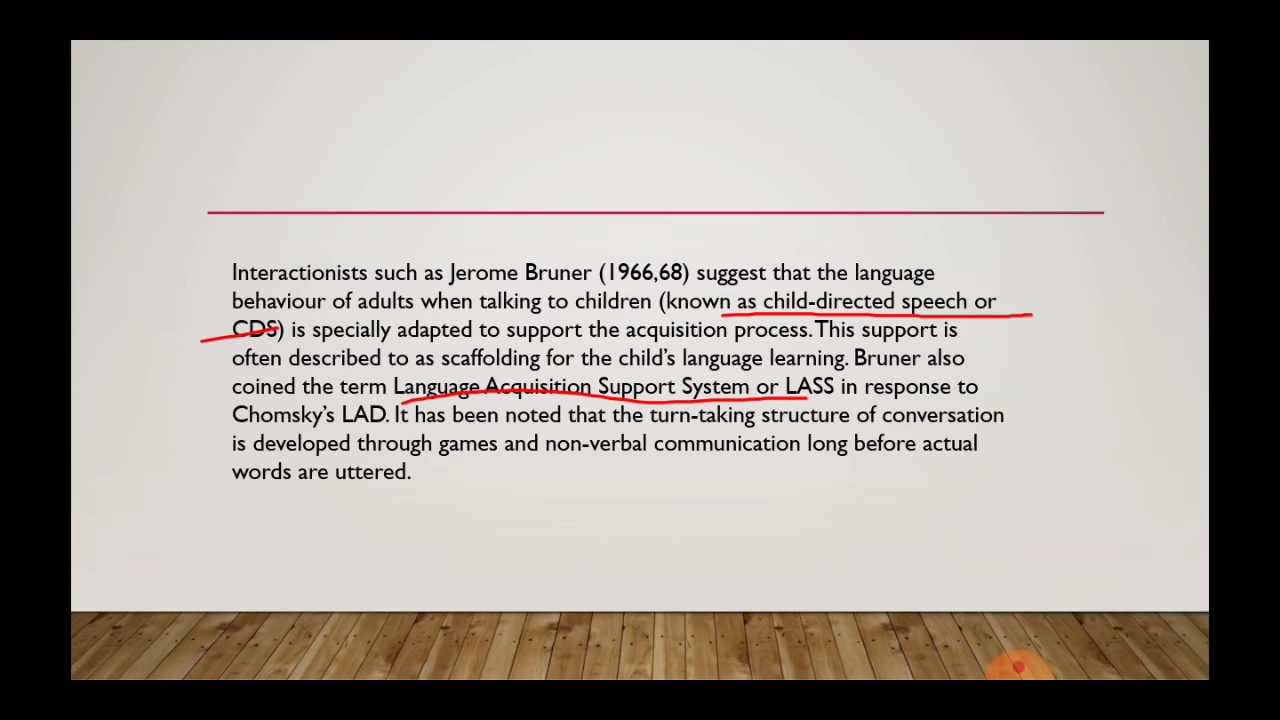 Interactionists such as Jerome Bruner (1966,68) suggest that the language
behaviour of adults when talking to children (known as child-directed speech or
CDS) is specially adapted to support the acquisition process. This support is
often described to as scaffolding for the child's language learning. Bruner also
coined the term Language Acquisition Support System or LASS in response to
Chomsky's LAD. It has been noted that the turn-taking structure of conversation
is developed through games and non-verbal communication long before actual
words are uttered.